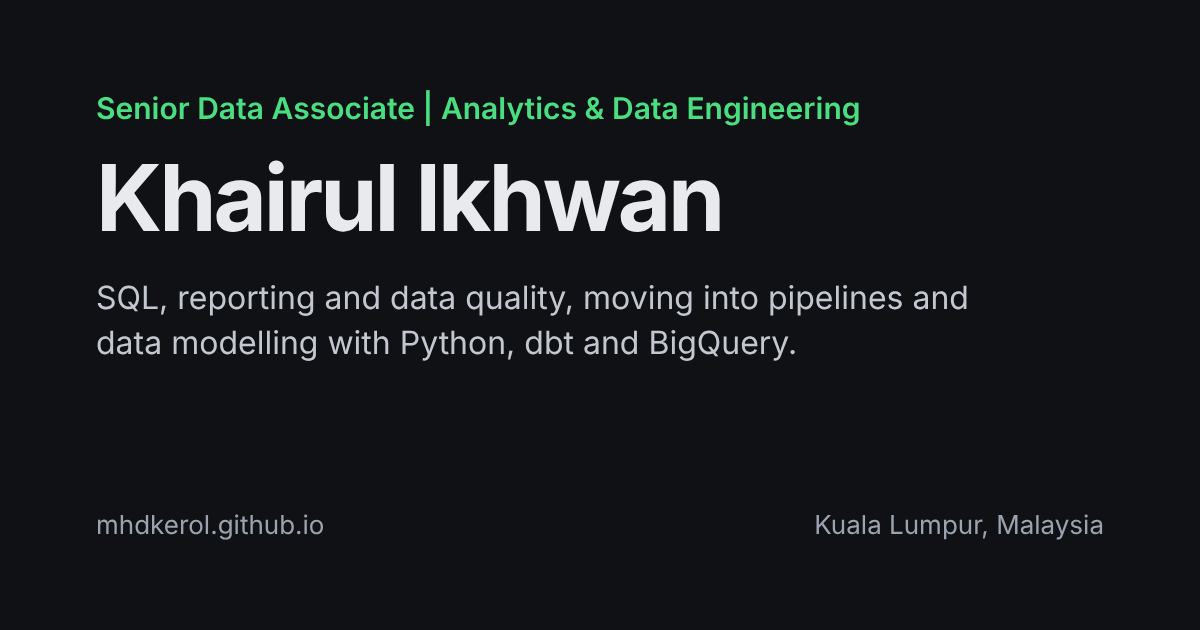 Senior Data Associate | Analytics & Data Engineering
Khairul Ikhwan
SQL, reporting and data quality, moving into pipelines and
data modelling with Python, dbt and BigQuery.
mhdkerol.github.io
Kuala Lumpur, Malaysia